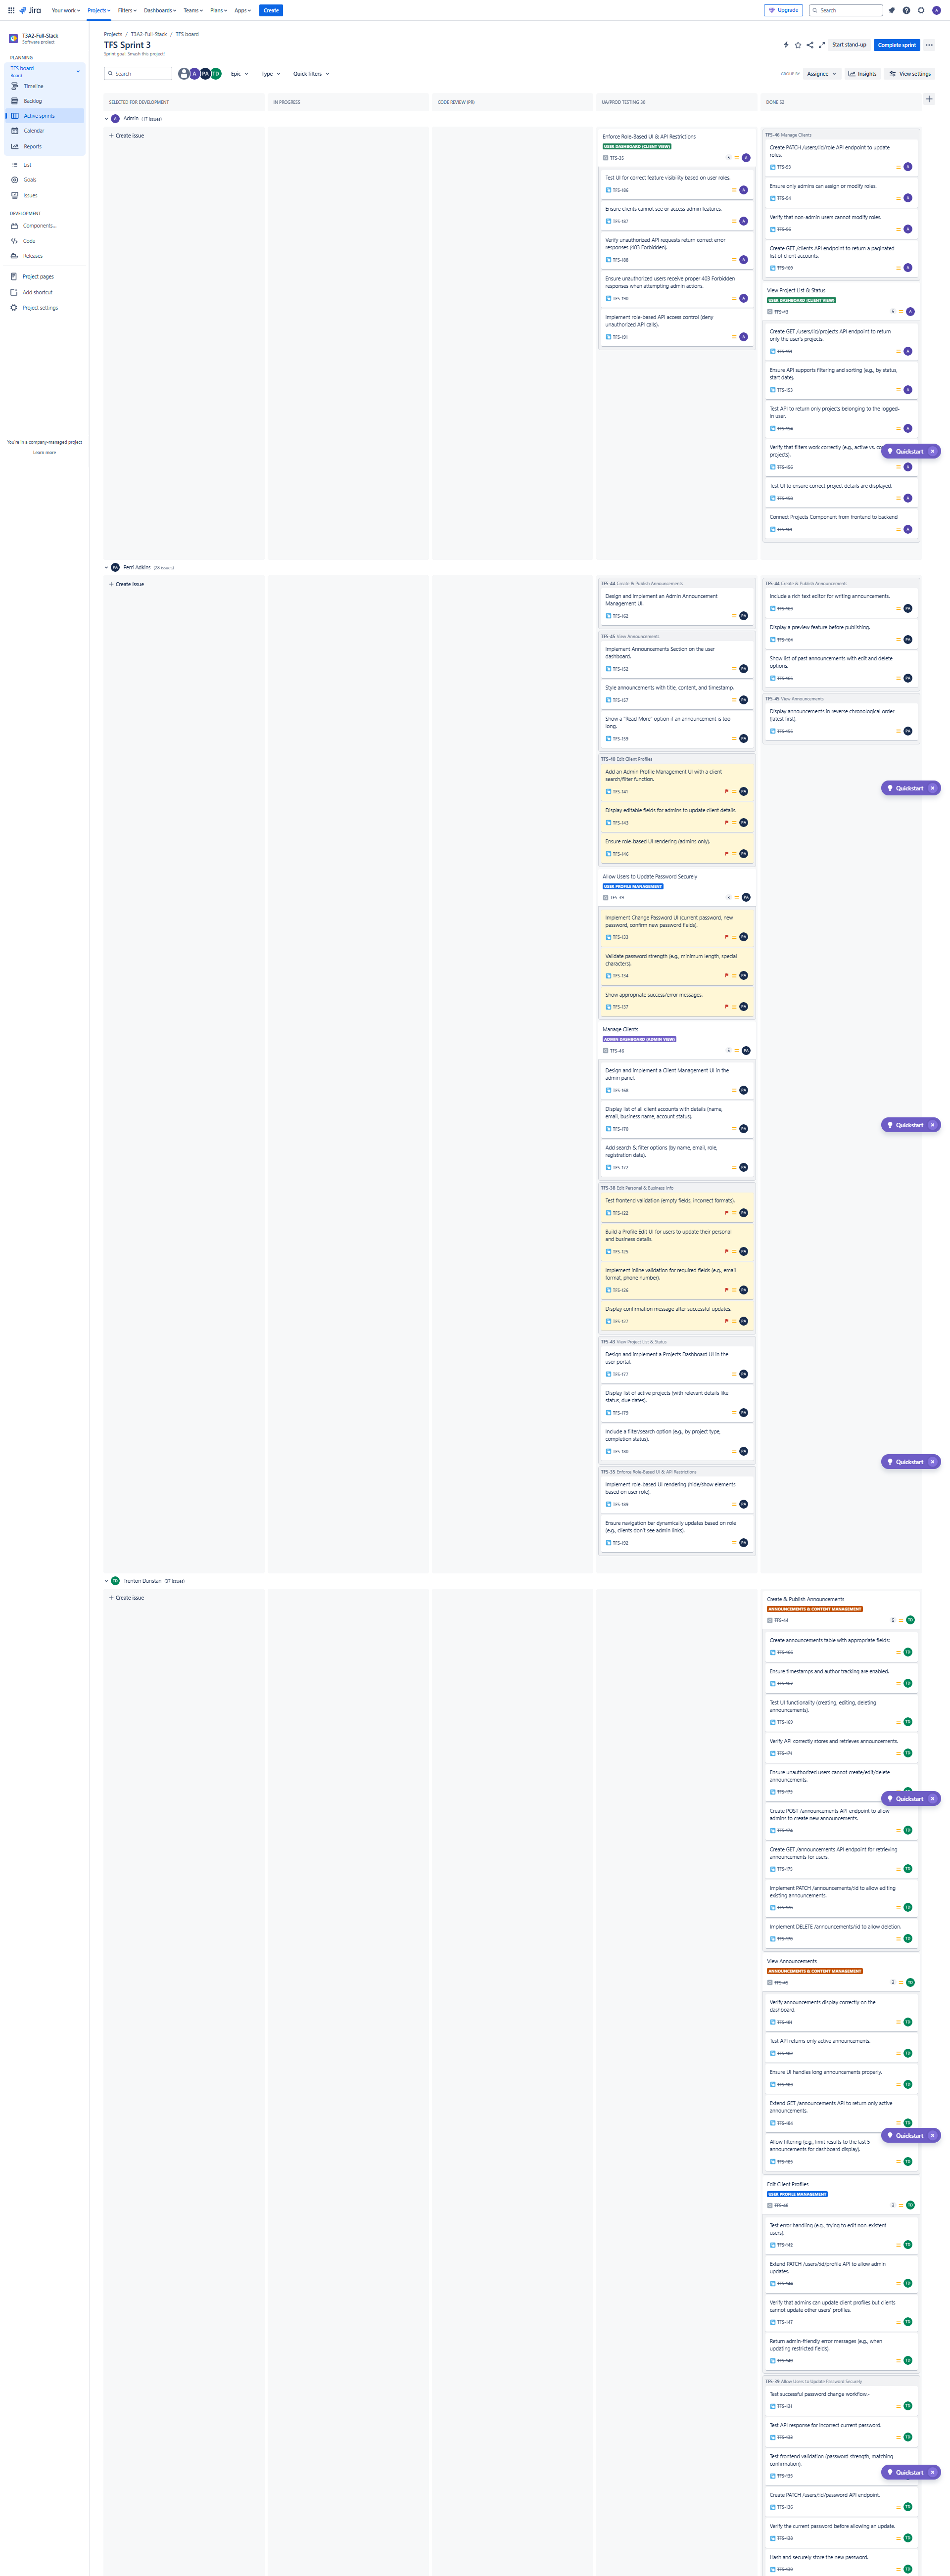 Jira
Your work
Projects
Filters
Dashboards
Teams
Plans
Apps
Create
Upgrade
Search
A
T3A2-Full-Stack
Software project
PLANNING
TFS board
Board
Timeline
Backlog
Active sprints
Calendar
Reports
List
Goals
Issues
DEVELOPMENT
Components...
Code
Releases
Project pages
Add shortcut
Project settings
You're in a company-managed project
Learn more
Projects / T3A2-Full-Stack / TFS board
TFS Sprint 3
Sprint goal: Smash this project!
Start stand-up
Complete sprint
Search
A PA TD
Epic
Type
Quick filters
GROUP BY
Assignee
Insights
View settings
SELECTED FOR DEVELOPMENT
IN PROGRESS
CODE REVIEW (PR)
UA/PROD TESTING 30
DONE 52
A Admin (17 issues)
+ Create issue
Enforce Role-Based UI & API Restrictions
USER DASHBOARD (CLIENT VIEW)
TFS-35
Test UI for correct feature visibility based on user roles.
TFS-186
Ensure clients cannot see or access admin features.
TFS-187
Verify unauthorized API requests return correct error
responses (403 Forbidden).
TFS-188
Ensure unauthorized users receive proper 403 Forbidden
responses when attempting admin actions.
TFS-190
Implement role-based API access control (deny
unauthorized API calls).
TFS-191
TFS-46 Manage Clients
Create PATCH /users/:id/role API endpoint to update
roles.
TFS-93
Ensure only admins can assign or modify roles.
TFS-94
Verify that non-admin users cannot modify roles.
TFS-95
Create GET /clients API endpoint to return a paginated
list of client accounts.
TFS-169
View Project List & Status
USER DASHBOARD (CLIENT VIEW)
TFS-43
Create GET /users/:id/projects API endpoint to return
only the user's projects.
TFS-151
Ensure API supports filtering and sorting (e.g., by status,
start date).
TFS-153
Test API to return only projects belonging to the logged-
in user.
TFS-154
Verify that filters work correctly (e.g., active vs. co
projects).
TFS-156
Quickstart
Test UI to ensure correct project details are displayed.
TFS-158
Connect Projects Component from frontend to backend
TFS-161
PA Perri Adkins (28 issues)
+ Create issue
TFS-44 Create & Publish Announcements
Design and Implement an Admin Announcement
Management UI.
TFS-162
TFS-45 View Announcements
Implement Announcements Section on the user
dashboard.
TFS-152
Style announcements with title, content, and timestamp.
TFS-157
Show a "Read More" option if an announcement is too
long.
TFS-159
TFS-40 Edit Client Profiles
Add an Admin Profile Management UI with a client
search/filter function.
TFS-141
Display editable fields for admins to update client details.
TFS-143
Ensure role-based UI rendering (admins only).
TFS-146
Allow Users to Update Password Securely
USER PROFILE MANAGEMENT
TFS-39
Implement Change Password UI (current password, new
password, confirm new password fields).
TFS-133
Validate password strength (e.g., minimum length, special
characters).
TFS-134
Show appropriate success/error messages.
TFS-137
Manage Clients
ADMIN DASHBOARD (ADMIN VIEW)
TFS-46
Design and Implement a Client Management UI in the
admin panel.
TFS-168
Display list of all client accounts with details (name,
email, business name, account status).
TFS-170
Add search & filter options (by name, email, role,
registration date).
TFS-172
TFS-38 Edit Personal & Business Info
Test frontend validation (empty fields, incorrect formats).
TFS-122
Build a Profile Edit UI for users to update their personal
and business details.
TFS-125
Implement inline validation for required fields (e.g., email
format, phone number).
TFS-126
Display confirmation message after successful updates.
TFS-127
TFS-43 View Project List & Status
Design and Implement a Projects Dashboard UI in the
user portal.
TFS-177
Display list of active projects (with relevant details like
status, due dates).
TFS-179
Include a filter/search option (e.g., by project type,
completion status).
TFS-180
TFS-35 Enforce Role-Based UI & API Restrictions
Implement role-based UI rendering (hide/show elements
based on user role).
TFS-189
Ensure navigation bar dynamically updates based on role
(e.g., clients don't see admin links).
TFS-192
TFS-44 Create & Publish Announcements
Include a rich text editor for writing announcements.
TFS-163
Display a preview feature before publishing.
TFS-164
Show list of past announcements with edit and delete
options.
TFS-165
TFS-45 View Announcements
Display announcements in reverse chronological order
(latest first).
TFS-155
Quickstart
Quickstart
Quickstart
TD Trenton Dunstan (37 issues)
+ Create issue
Create & Publish Announcements
ANNOUNCEMENTS & CONTENT MANAGEMENT
TFS-44
Create announcements table with appropriate fields:
TFS-166
Ensure timestamps and author tracking are enabled.
TFS-167
Test UI functionality (creating, editing, deleting
announcements).
TFS-169
Verify API correctly stores and retrieves announcements.
TFS-171
Ensure unauthorized users cannot create/edit/delete
announcements.
TFS-173
Quickstart
Create POST /announcements API endpoint to allow
admins to create new announcements.
TFS-174
Create GET /announcements API endpoint for retrieving
announcements for users.
TFS-175
Implement PATCH /announcements/:id to allow editing
existing announcements.
TFS-176
Implement DELETE /announcements/:id to allow deletion.
TFS-178
View Announcements
ANNOUNCEMENTS & CONTENT MANAGEMENT
TFS-45
Verify announcements display correctly on the
dashboard.
TFS-181
Test API returns only active announcements.
TFS-182
Ensure UI handles long announcements properly.
TFS-183
Extend GET /announcements API to return only active
announcements.
TFS-184
Quickstart
Allow filtering (e.g., limit results to the last 5
announcements for dashboard display).
TFS-185
Edit Client Profiles
USER PROFILE MANAGEMENT
TFS-40
Test error handling (e.g., trying to edit non-existent
users).
TFS-142
Extend PATCH /users/:id/profile API to allow admin
updates.
TFS-144
Verify that admins can update client profiles but clients
cannot update other users' profiles.
TFS-147
Return admin-friendly error messages (e.g., when
updating restricted fields).
TFS-149
TFS-39 Allow Users to Update Password Securely
Test successful password change workflow.-
TFS-131
Test API response for incorrect current password.
TFS-132
Test frontend validation (password strength, matching
confirmation).
TFS-135
Quickstart
Create PATCH /users/:id/password API endpoint.
TFS-136
Verify the current password before allowing an update.
TFS-138
Hash and securely store the new password.
TFS-139